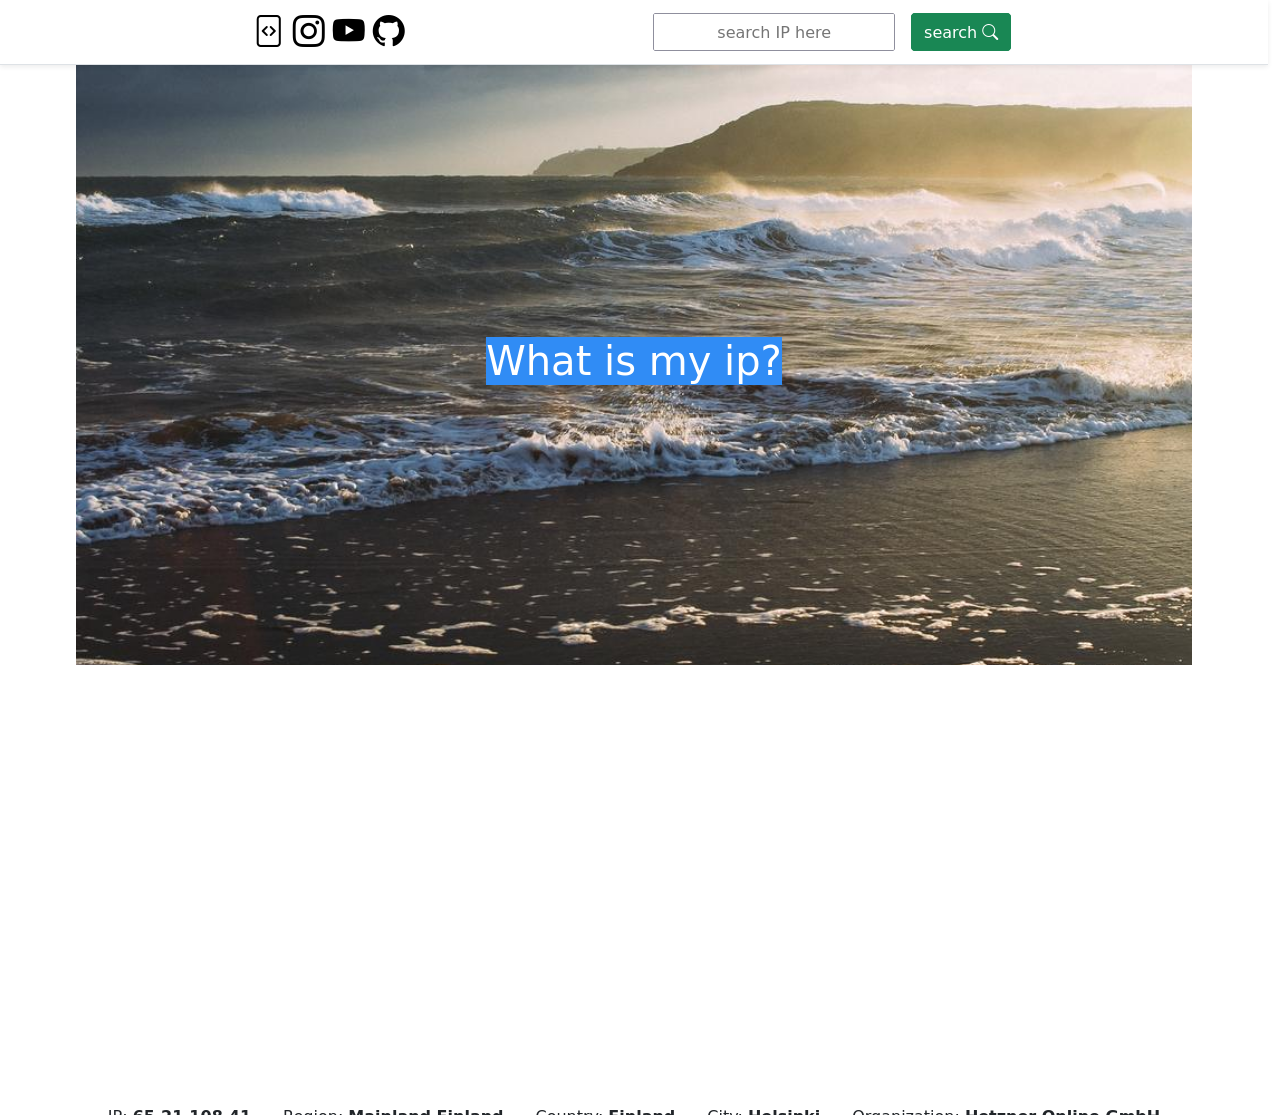 search IP here
search
What is my ip?
IP: 65.21.108.41 Region: Mainland Finland Country: Finland City: Helsinki Organization: Hetzner Online GmbH